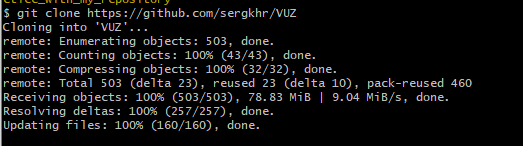 $ git clone https://github.com/sergkhr/VUZ
Cloning into 'VUZ'...
remote: Enumerating objects: 503, done.
remote: Counting objects: 100% (43/43), done.
remote: Compressing objects: 100% (32/32), done.
remote: Total 503 (delta 23), reused 23 (delta 10), pack-reused 460
Receiving objects: 100% (503/503), 78.83 MiB | 9.04 MiB/s, done.
Resolving deltas: 100% (257/257), done.
Updating files: 100% (160/160), done.